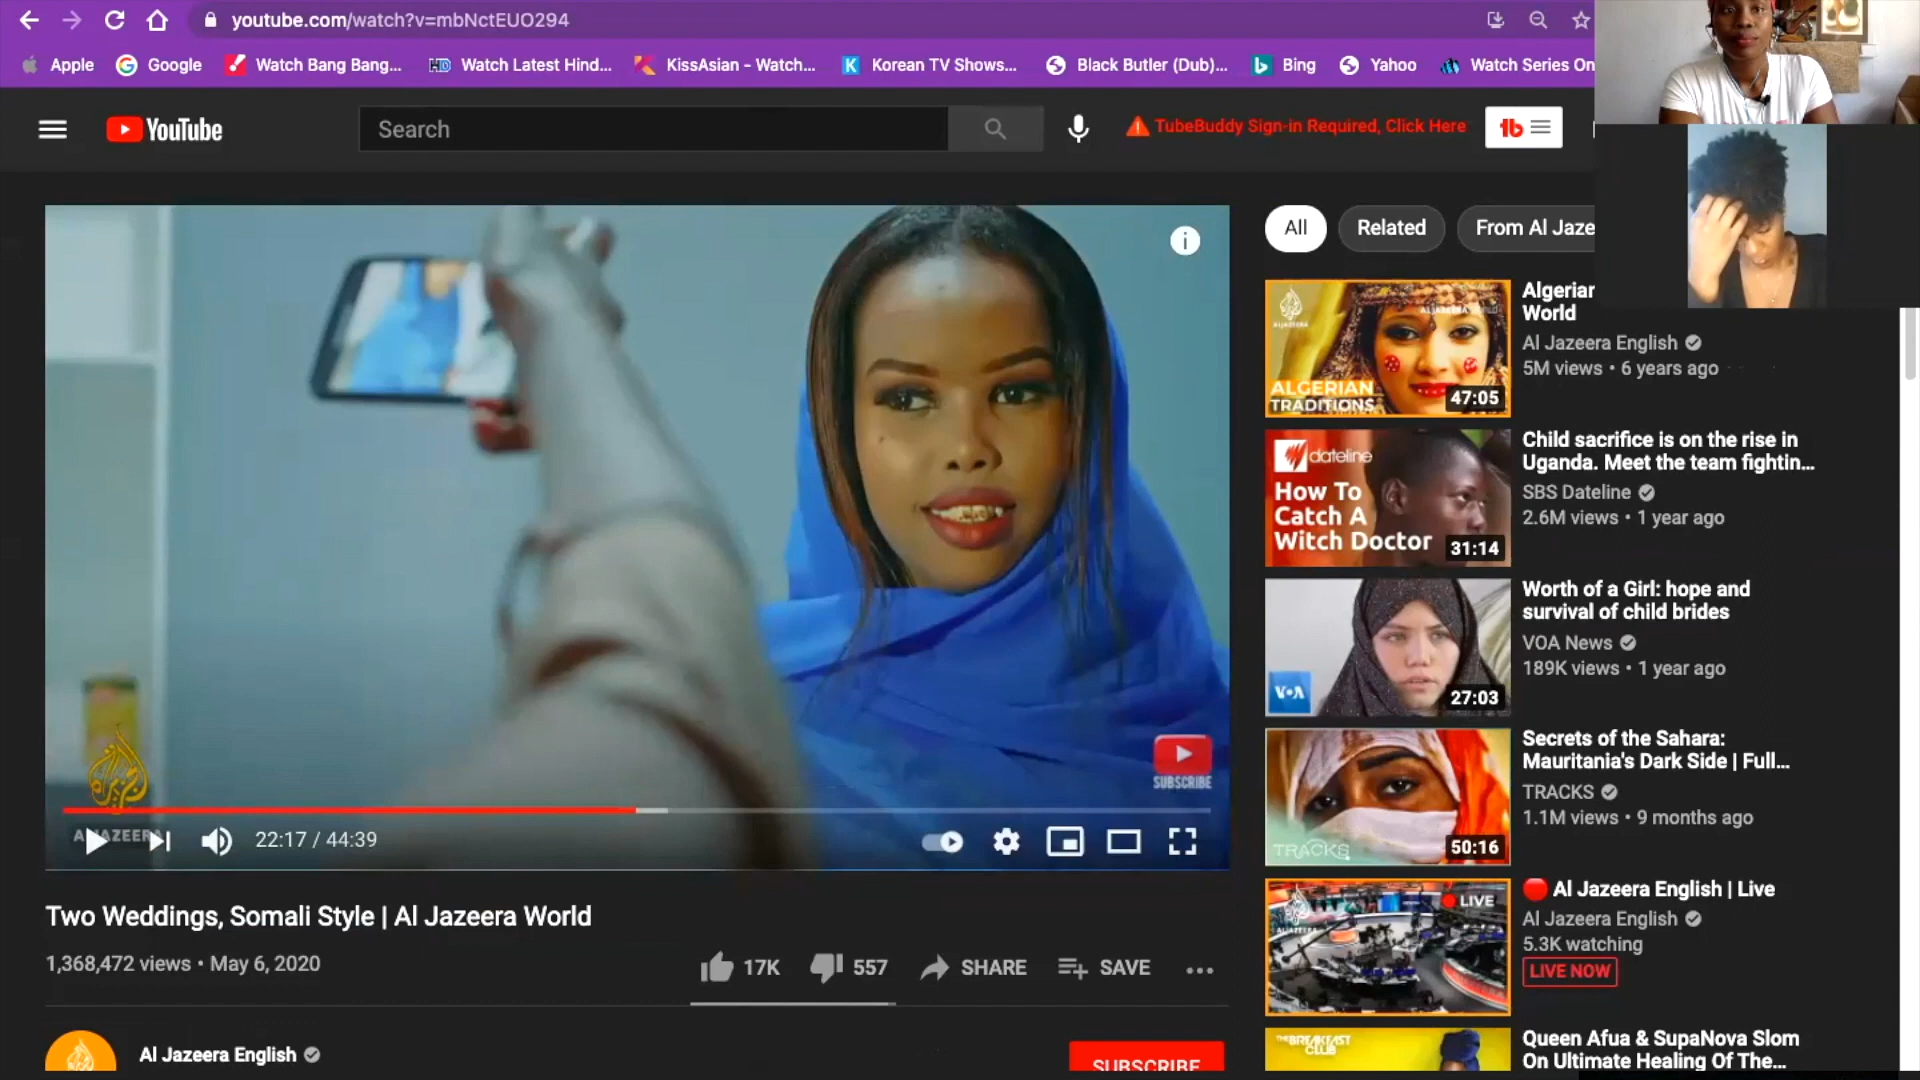 youtube.com/watch?v=mbNctEUO294
Apple
Google
Watch Bang Bang...
HD
Watch Latest Hind...
KissAsian - Watch...
K
Korean TV Shows...
Black Butler (Dub)...
Bing
Yahoo
Watch Series On
YouTube
Search
TubeBuddy Sign-in Required, Click Here
tb
i
SUBSCRIBE
22:17 / 44:39
Two Weddings, Somali Style | Al Jazeera World
1,368,472 views • May 6, 2020
17K
557
SHARE
SAVE
Al Jazeera English
SUBSCRIBE
All
Related
From Al Jaze
ALJAZEERA
ALGERIAN
TRADITIONS
47:05
Algerian
World
Al Jazeera English
5M views • 6 years ago
dateline
How To
Catch A
Witch Doctor
31:14
Child sacrifice is on the rise in
Uganda. Meet the team fightin...
SBS Dateline
2.6M views • 1 year ago
VOA
27:03
Worth of a Girl: hope and
survival of child brides
VOA News
189K views • 1 year ago
TRACKS
50:16
Secrets of the Sahara:
Mauritania's Dark Side | Full...
TRACKS
1.1M views • 9 months ago
ALJAZEERA
LIVE
Al Jazeera English | Live
Al Jazeera English
5.3K watching
LIVE NOW
THE BREAKFAST
CLUB
Queen Afua & SupaNova Slom
On Ultimate Healing Of The...